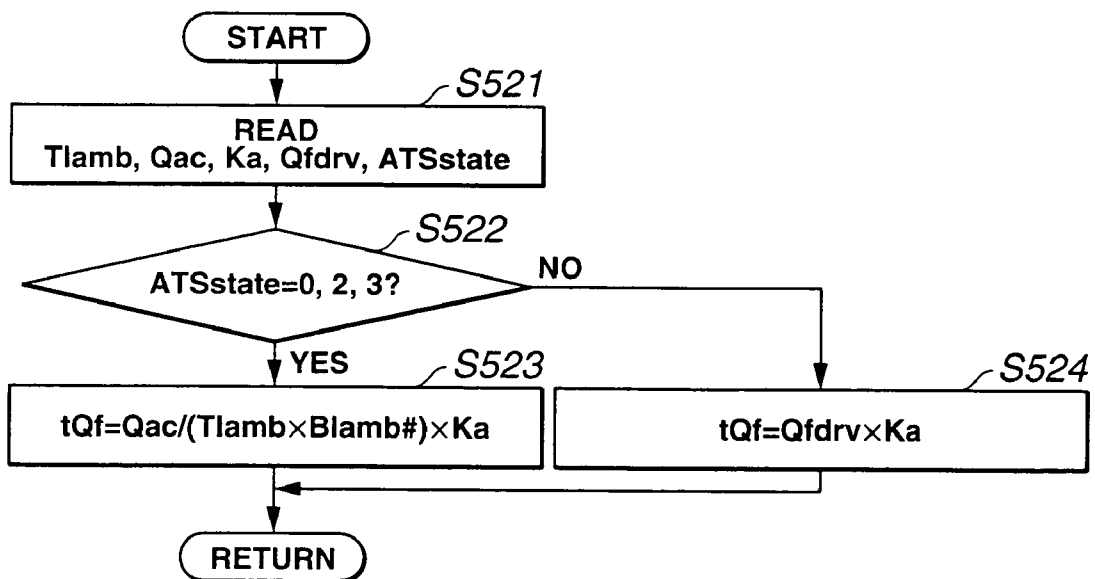 START
S521
READ
Tlamb, Qac, Ka, Qfdrv, ATSstate
S522
ATSstate=0, 2, 3?
NO
YES
S523
S524
tQf=Qac/(Tlamb×Blamb#)×Ka
tQf=Qfdrv×Ka
RETURN